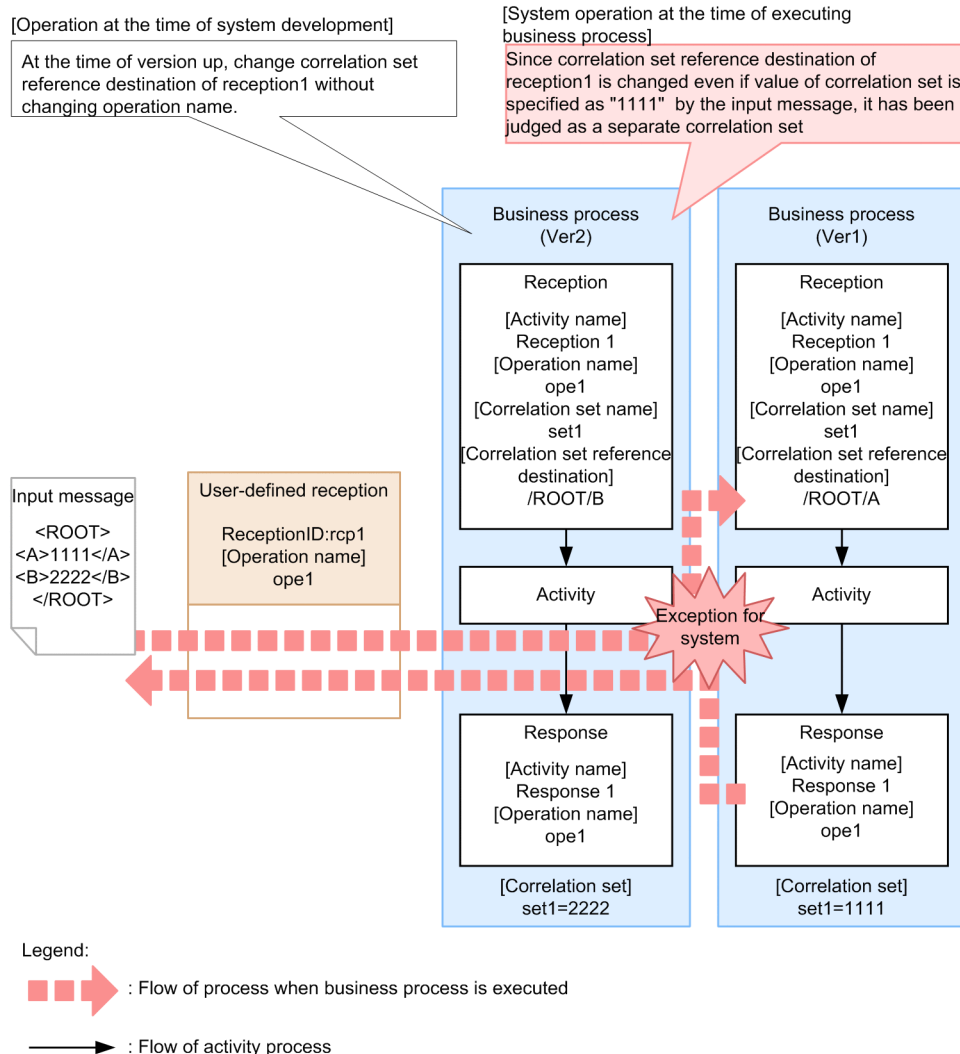 [Operation at the time of system development]
At the time of version up, change correlation set
reference destination of reception1 without
changing operation name.
[System operation at the time of executing
business process]
Since correlation set reference destination of
reception1 is changed even if value of correlation set is
specified as "1111" by the input message, it has been
judged as a separate correlation set
Business process
(Ver2)
Reception
[Activity name]
Reception 1
[Operation name]
ope1
[Correlation set name]
set1
[Correlation set reference
destination]
/ROOT/B
Activity
Response
[Activity name]
Response 1
[Operation name]
ope1
[Correlation set]
set1=2222
Business process
(Ver1)
Reception
[Activity name]
Reception 1
[Operation name]
ope1
[Correlation set name]
set1
[Correlation set reference
destination]
/ROOT/A
Activity
Response
[Activity name]
Response 1
[Operation name]
ope1
[Correlation set]
set1=1111
Exception for
system
Input message
<ROOT>
<A>1111</A>
<B>2222</B>
</ROOT>
User-defined reception
ReceptionID:rcp1
[Operation name]
ope1
Legend:
: Flow of process when business process is executed
: Flow of activity process